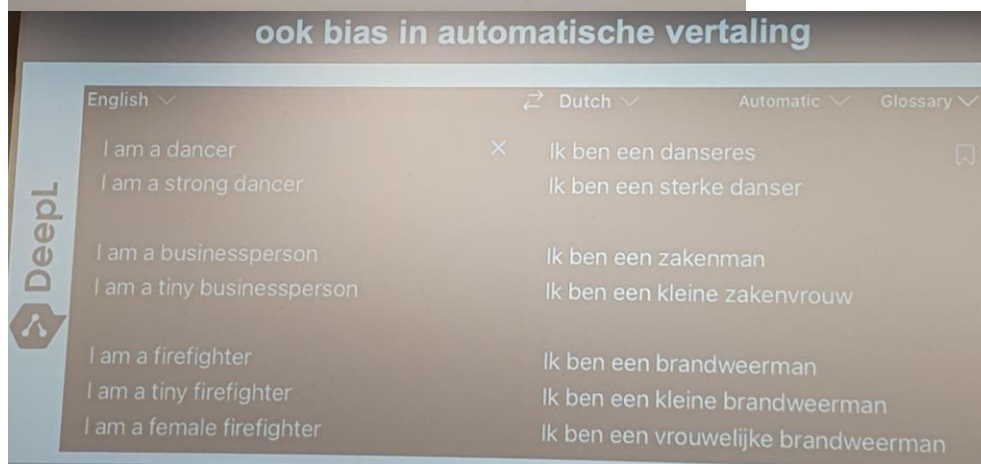 ook bias in automatische vertaling
English Dutch Automatic Glossary
I am a dancer Ik ben een danseres
I am a strong dancer Ik ben een sterke danser
I am a businessperson Ik ben een zakenman
I am a tiny businessperson Ik ben een kleine zakenvrouw
I am a firefighter Ik ben een brandweerman
I am a tiny firefighter Ik ben een kleine brandweerman
I am a female firefighter Ik ben een vrouwelijke brandweerman
DeepL